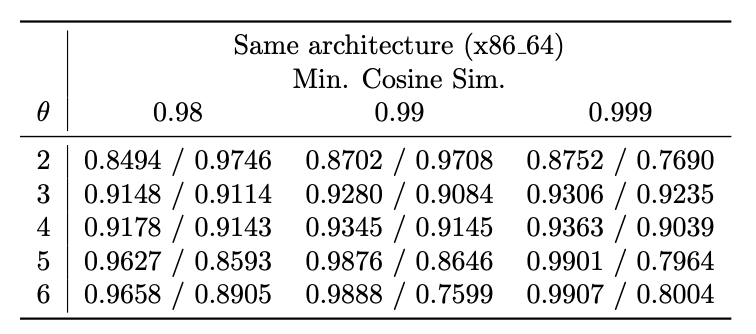 Same architecture (x86_64)
Min. Cosine Sim.
θ 0.98 0.99 0.999
2 0.8494 / 0.9746 0.8702 / 0.9708 0.8752 / 0.7690
3 0.9148 / 0.9114 0.9280 / 0.9084 0.9306 / 0.9235
4 0.9178 / 0.9143 0.9345 / 0.9145 0.9363 / 0.9039
5 0.9627 / 0.8593 0.9876 / 0.8646 0.9901 / 0.7964
6 0.9658 / 0.8905 0.9888 / 0.7599 0.9907 / 0.8004